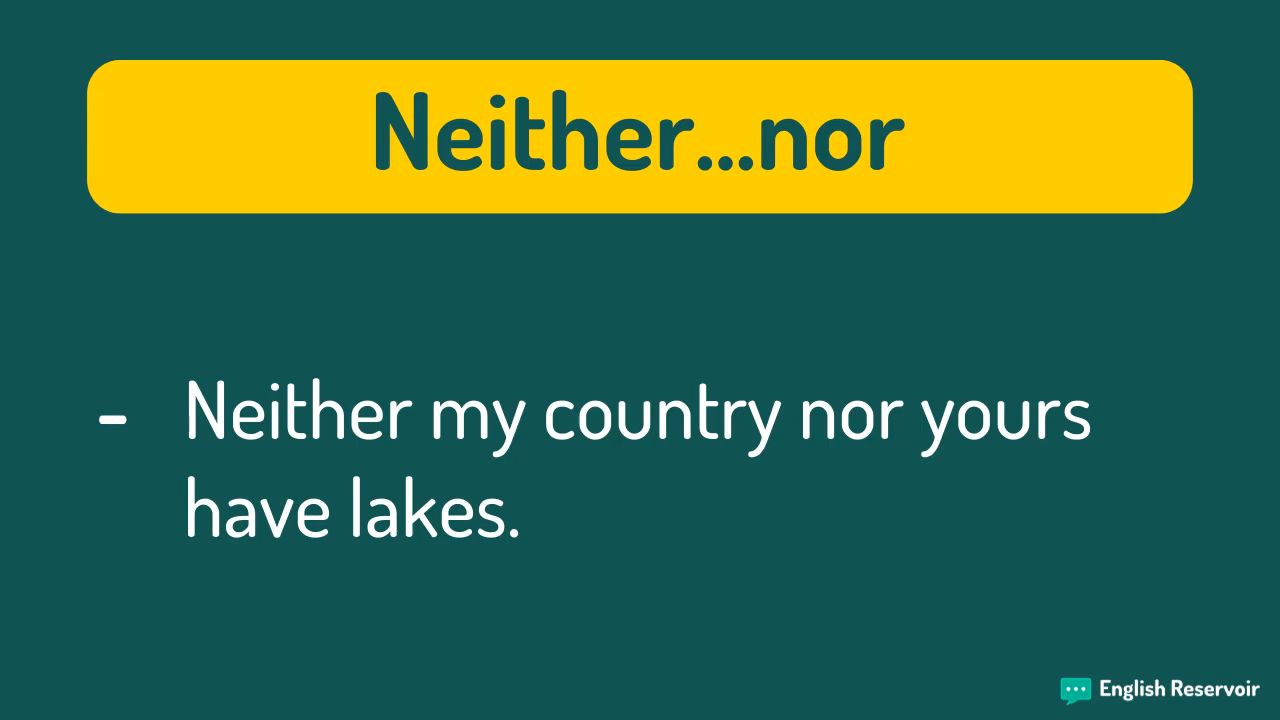 Neither...nor
- Neither my country nor yours
have lakes.
English Reservoir